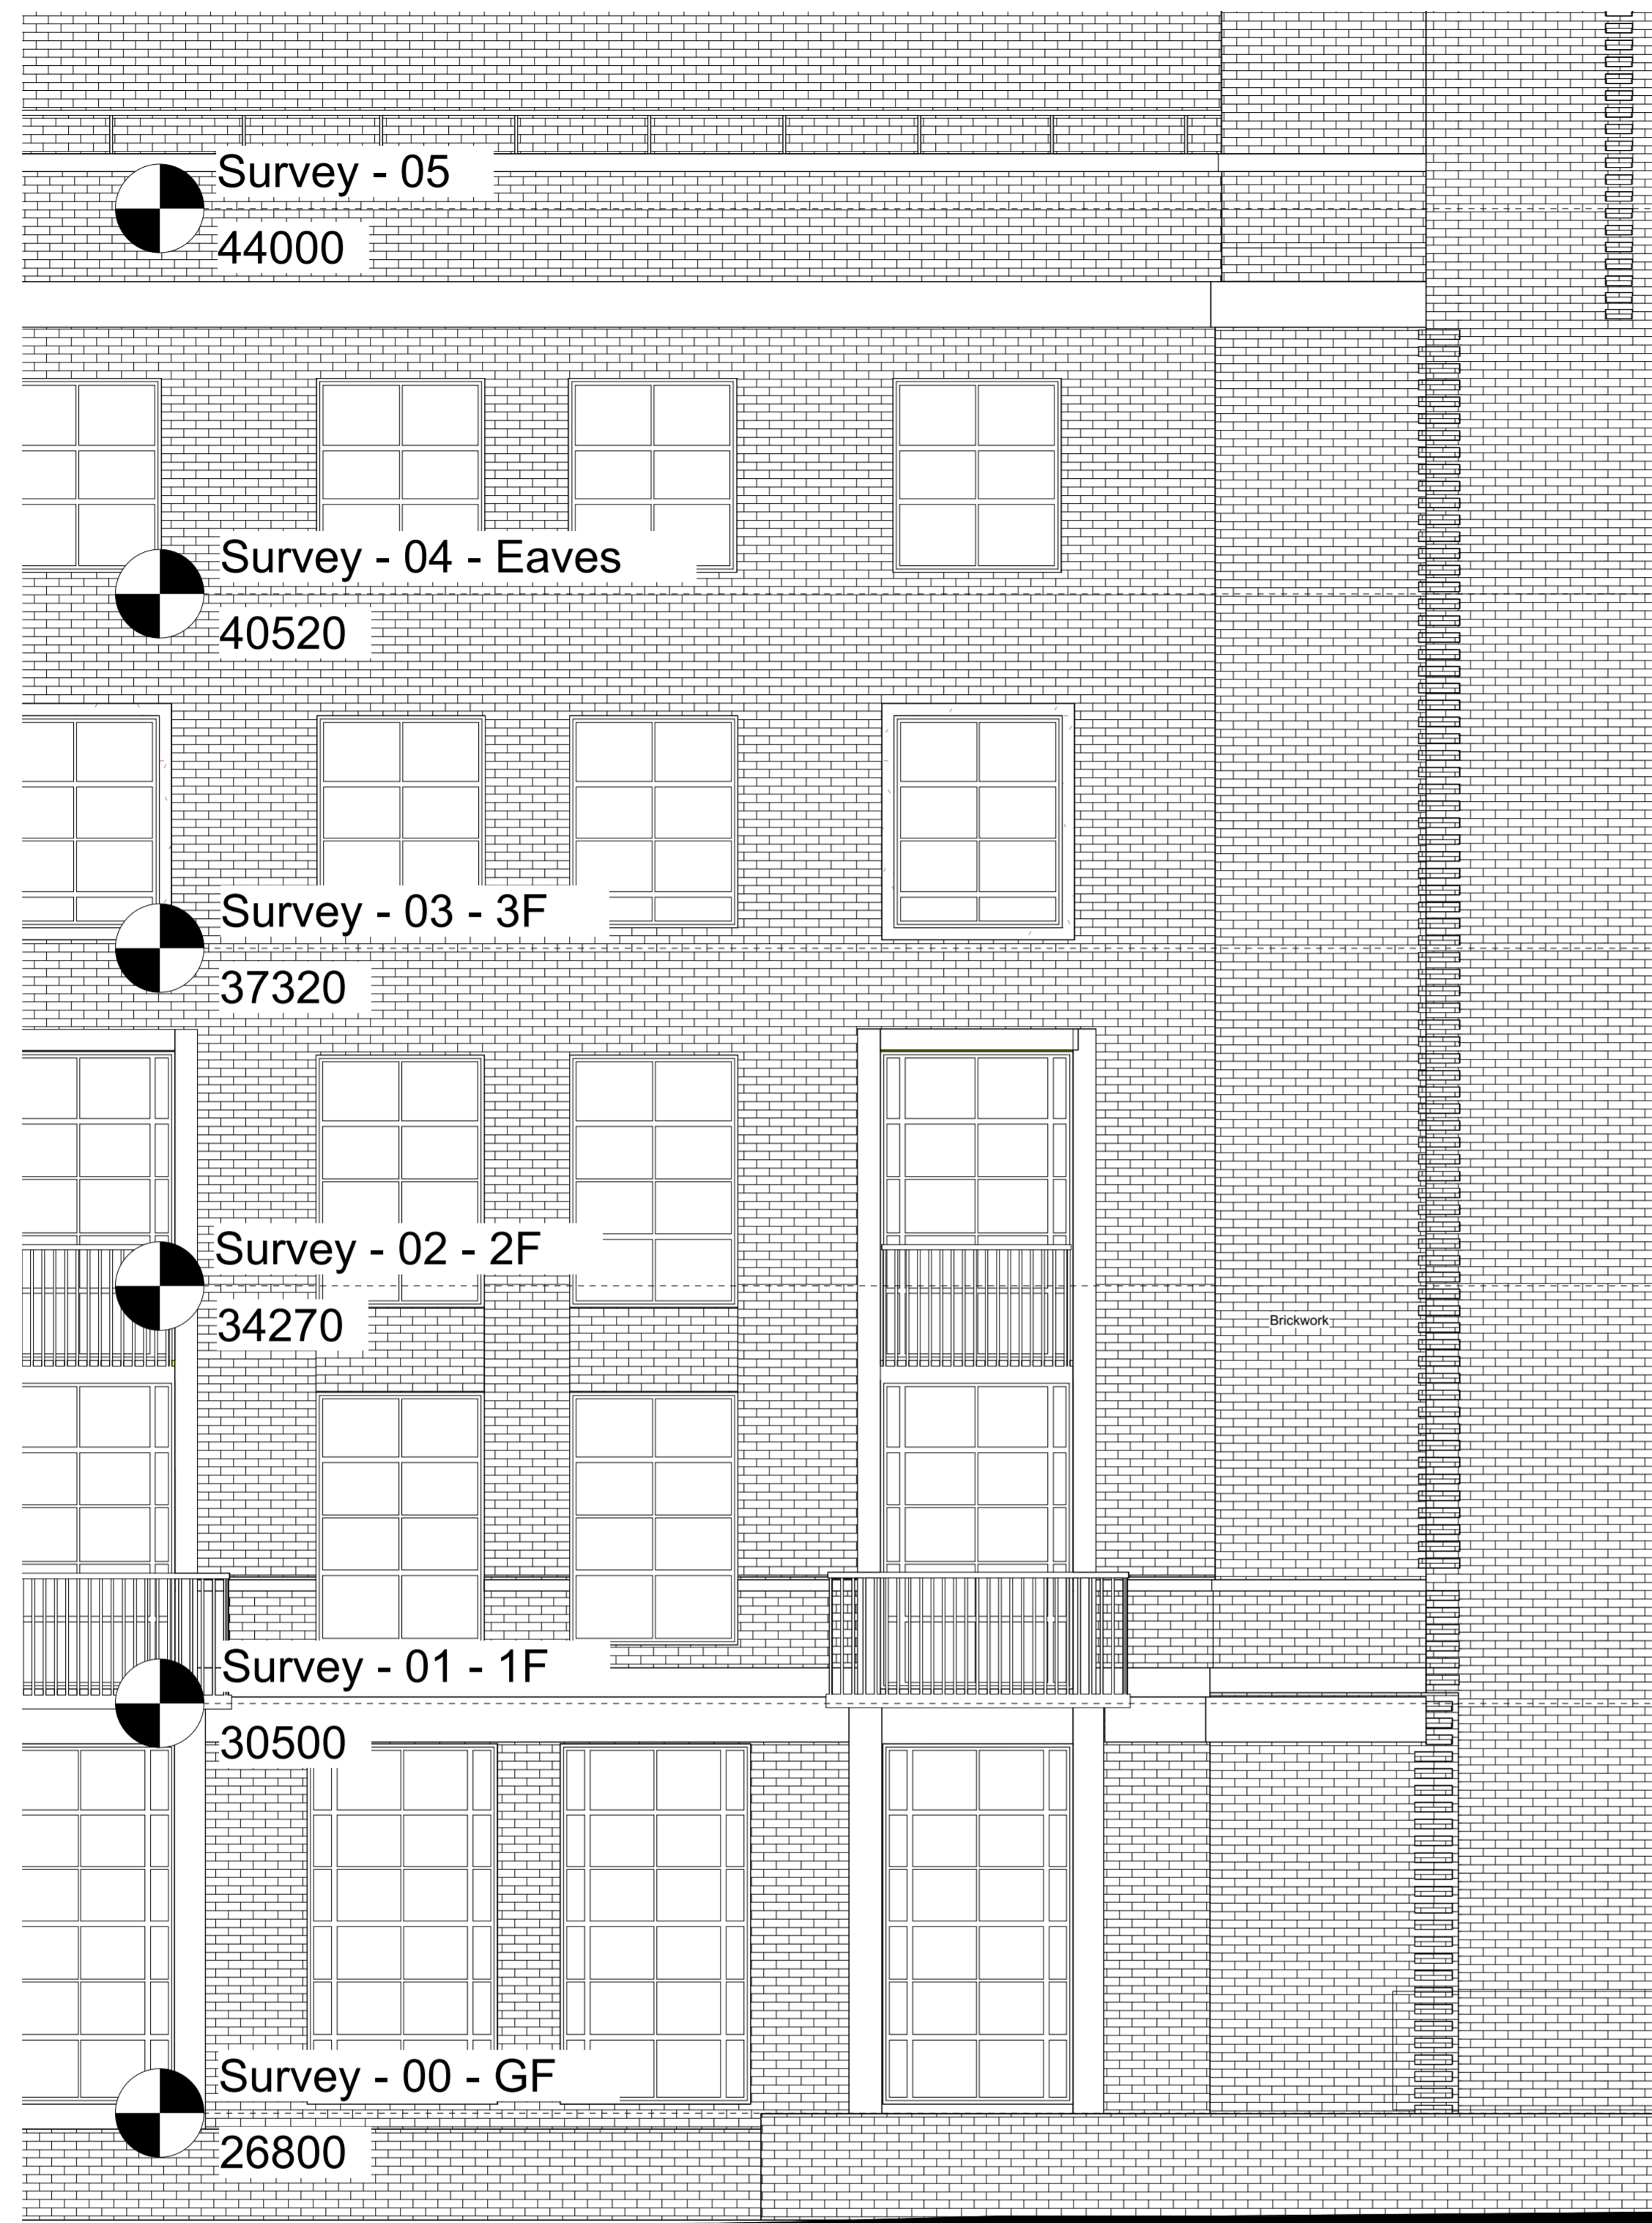 Survey - 05
44000
Survey - 04 - Eaves
40520
Survey - 03 - 3F
37320
Survey - 02 - 2F
34270
Brickwork
Survey - 01 - 1F
30500
Survey - 00 - GF
26800